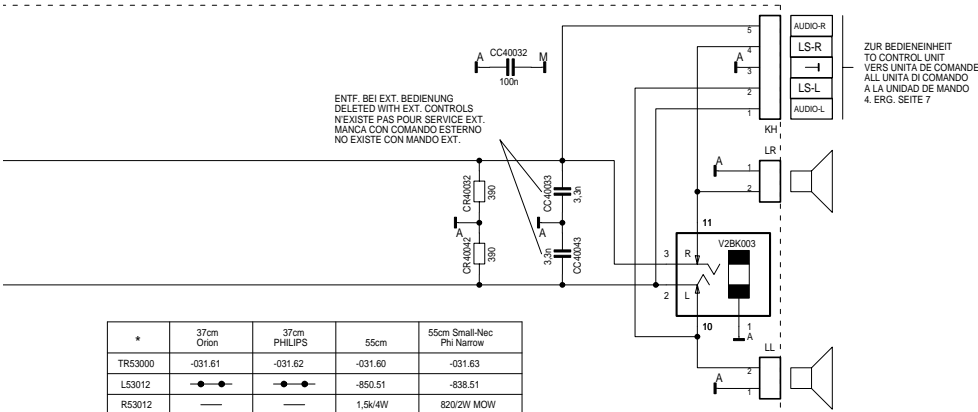 5
4
3
2
1
KH
AUDIO-R
LS-R
LS-L
AUDIO-L
ZUR BEDIENEINHEIT
TO CONTROL UNIT
VERS UNITA DE COMANDE
ALL UNITA DI COMANDO
A LA UNIDAD DE MANDO
4. ERG. SEITE 7
A
A
CC40032
M
100n
ENTF. BEI EXT. BEDIENUNG
DELETED WITH EXT. CONTROLS
N'EXISTE PAS POUR SERVICE EXT.
MANCA CON COMANDO ESTERNO
NO EXISTE CON MANDO EXT.
LR
A
1
2
CR40032
390
CC40033
3,3n
A
A
CR40042
390
3,3n
CC40043
11
V2BK003
3
R
2
L
10
1
A
LL
2
A
1
* 37cm Orion 37cm PHILIPS 55cm 55cm Small-Nec Phi Narrow
TR53000 -031.61 -031.62 -031.60 -031.63
L53012 -850.51 -838.51
R53012 1,5k/4W 820/2W MOW